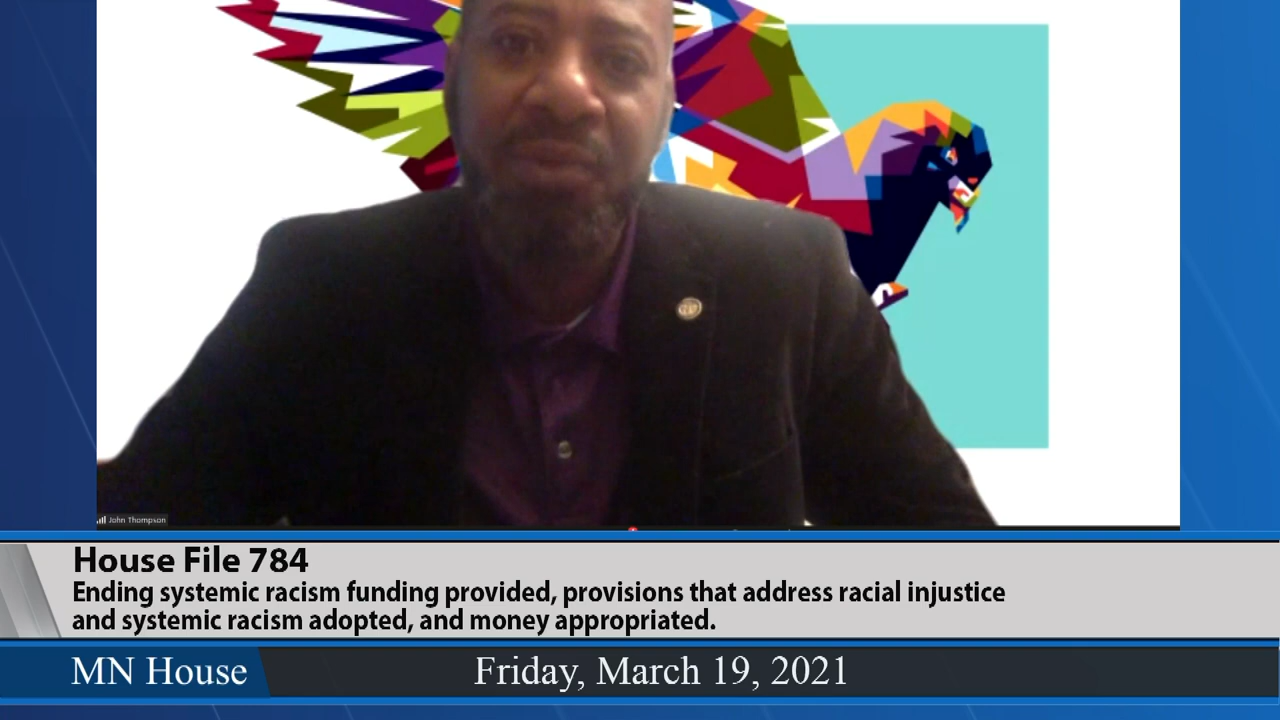 John Thompson
House File 784
Ending systemic racism funding provided, provisions that address racial injustice
and systemic racism adopted, and money appropriated.
MN House
Friday, March 19, 2021